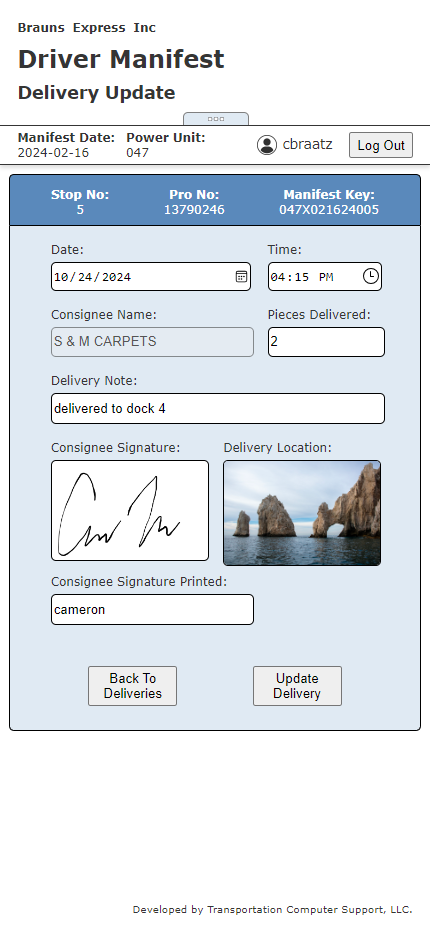 Brauns Express Inc
Driver Manifest
Delivery Update
Manifest Date: Power Unit:
2024-02-16 047
cbraatz
Log Out
Stop No: Pro No: Manifest Key:
5 13790246 047X021624005
Date: Time:
10/24/2024 04:15 PM
Consignee Name: Pieces Delivered:
S & M CARPETS 2
Delivery Note:
delivered to dock 4
Consignee Signature: Delivery Location:
Consignee Signature Printed:
cameron
Back To Deliveries
Update Delivery
Developed by Transportation Computer Support, LLC.